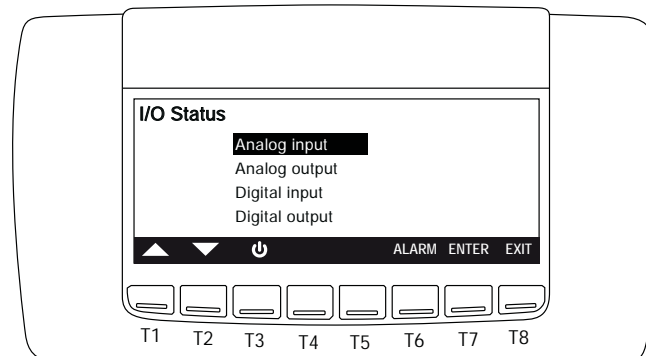 I/O Status
Analog input
Analog output
Digital input
Digital output
ALARM ENTER EXIT
T1 T2 T3 T4 T5 T6 T7 T8